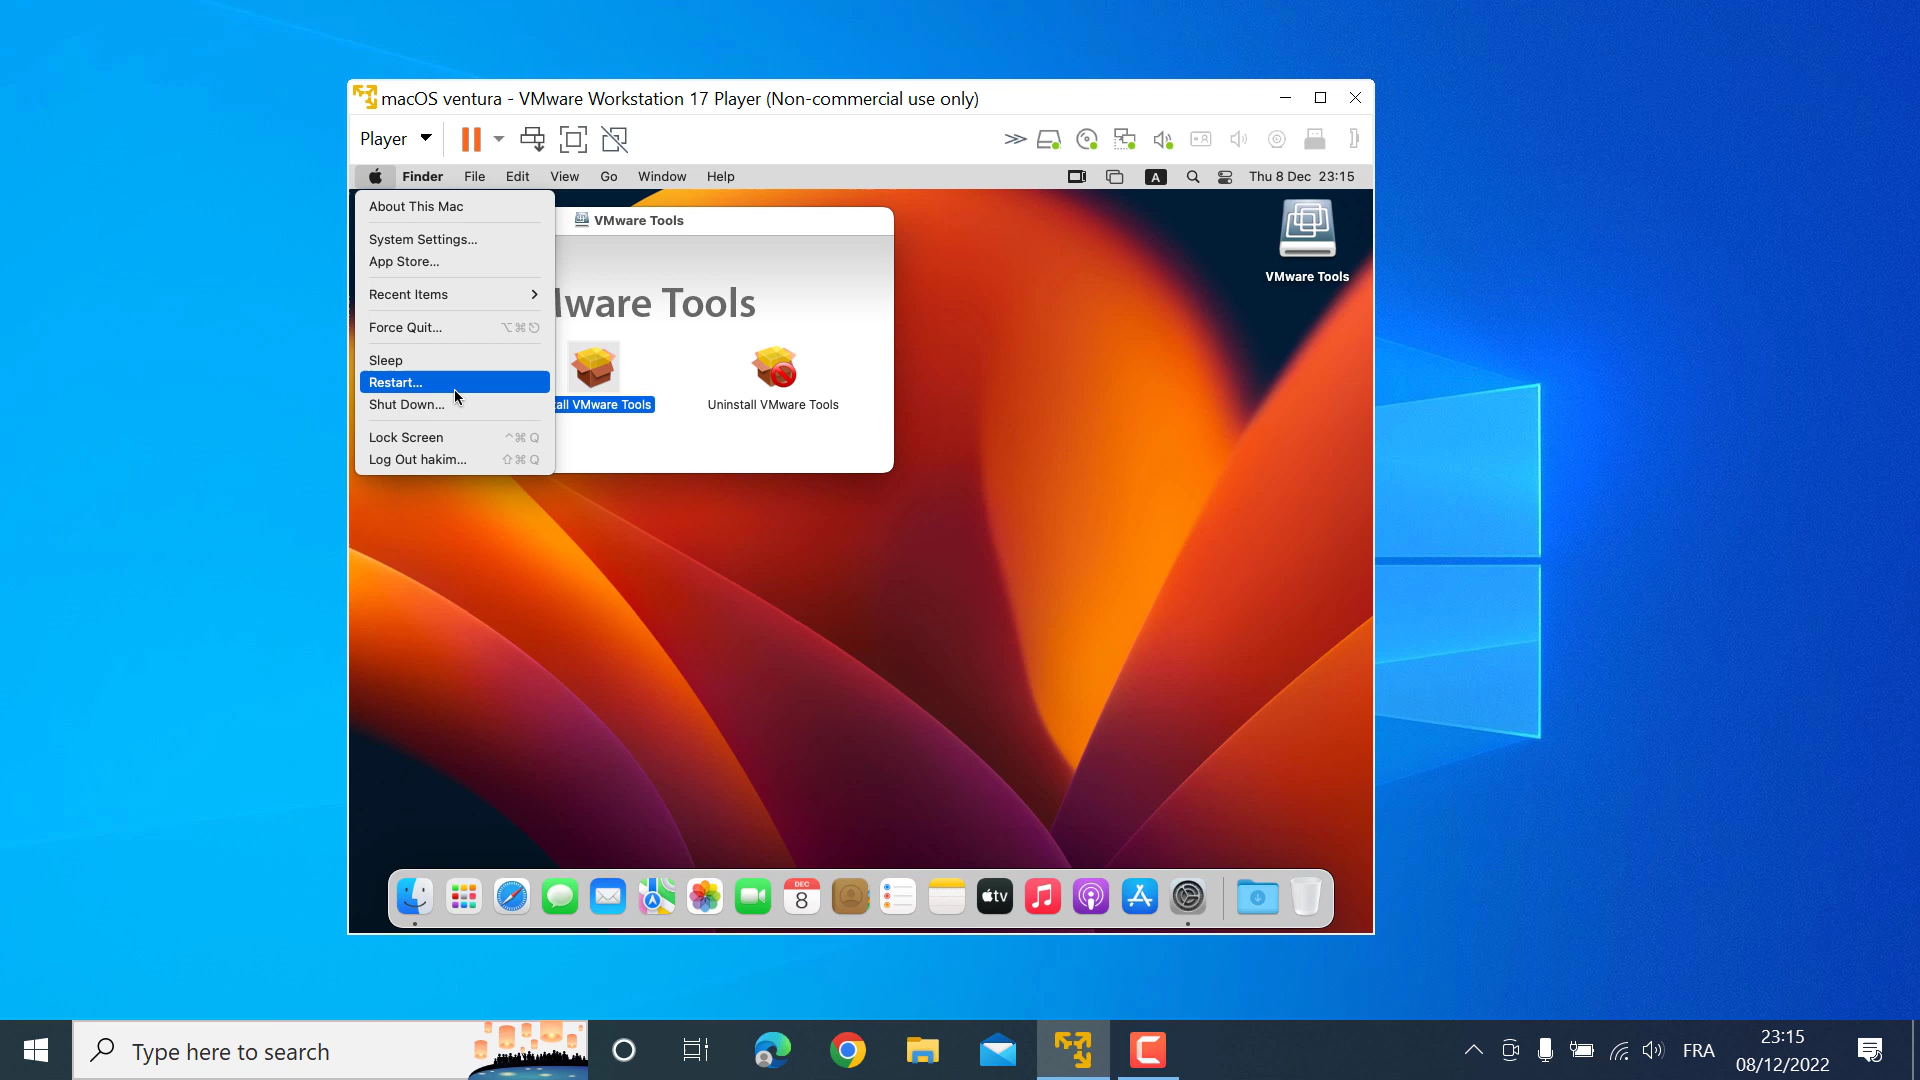 macOS ventura - VMware Workstation 17 Player (Non-commercial use only)
Player
Finder File Edit View Go Window Help
A
Thu 8 Dec 23:15
About This Mac
System Settings...
App Store...
Recent Items
Force Quit... ⌥⌘⎋
Sleep
Restart...
Shut Down...
Lock Screen ^⌘Q
Log Out hakim... ⇧⌘Q
VMware Tools
ware Tools
all VMware Tools
Uninstall VMware Tools
VMware Tools
DEC
8
tv
Type here to search
FRA
23:15
08/12/2022